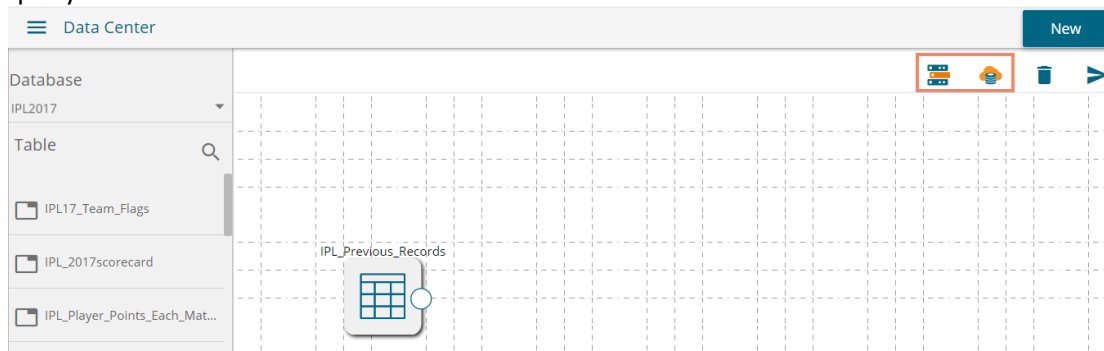 Data Center
New
Database
IPL2017
Table
IPL17_Team_Flags
IPL_2017scorecard
IPL_Previous_Records
IPL_Player_Points_Each_Mat...